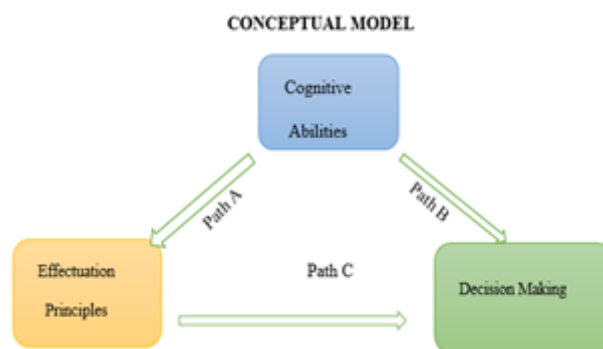 CONCEPTUAL MODEL
Cognitive
Abilities
Path A
Path B
Effectuation
Principles
Path C
Decision Making